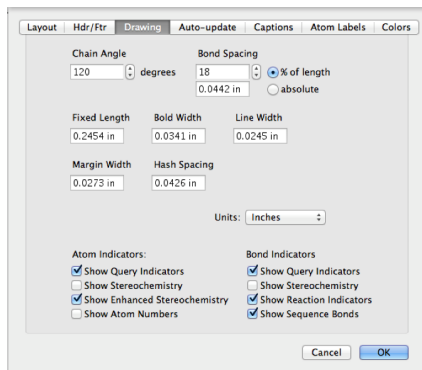 Layout Hdr/Ftr Drawing Auto-update Captions Atom Labels Colors
Chain Angle Bond Spacing
120 degrees 18 % of length
0.0442 in absolute
Fixed Length Bold Width Line Width
0.2454 in 0.0341 in 0.0245 in
Margin Width Hash Spacing
0.0273 in 0.0426 in
Units: Inches
Atom Indicators: Bond Indicators
Show Query Indicators Show Query Indicators
Show Stereochemistry Show Stereochemistry
Show Enhanced Stereochemistry Show Reaction Indicators
Show Atom Numbers Show Sequence Bonds
Cancel OK